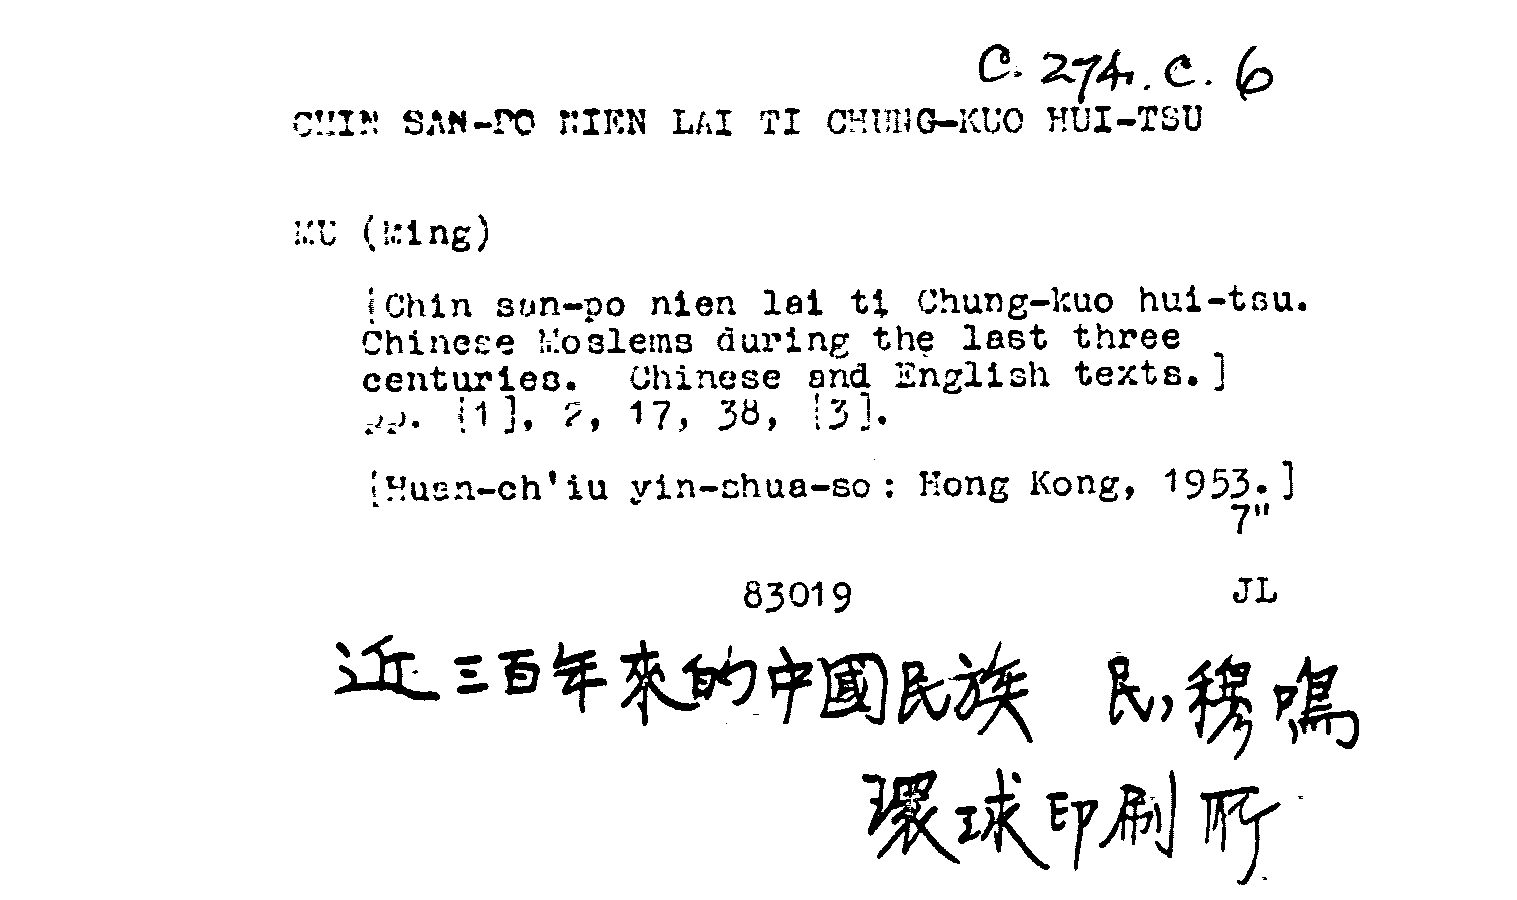 C. 274. C. 6
CHIN SAN-PO NIEN LAI TI CHUNG-KUO HUI-TSU
MU (Ming)
[Chin san-po nien lai ti Chung-kuo hui-tsu.
Chinese Moslems during the last three
centuries. Chinese and English texts.]
pp. [1], 2, 17, 38, [3].
[Huan-ch'iu yin-shua-so: Hong Kong, 1953.]
7"
83019 JL
近三百年來的中國民族 民, 穆鳴
環球印刷所